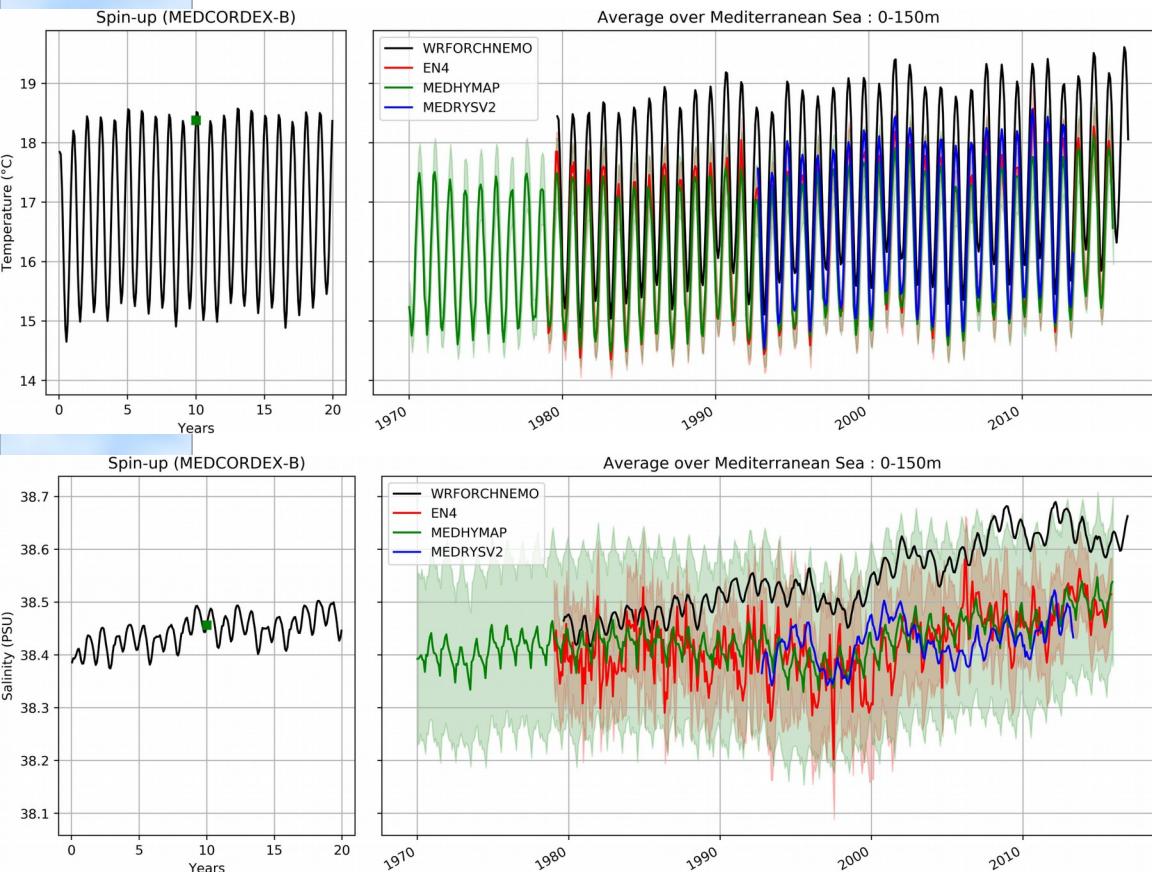 Spin-up (MEDCORDEX-B)
Average over Mediterranean Sea : 0-150m
Temperature (°C)
19
18
17
16
15
14
0 5 10 15 20
Years
WRFORCHNEMO
EN4
MEDHYMAP
MEDRYSV2
1970 1980 1990 2000 2010
Spin-up (MEDCORDEX-B)
Average over Mediterranean Sea : 0-150m
Salinity (PSU)
38.7
38.6
38.5
38.4
38.3
38.2
38.1
0 5 10 15 20
Years
WRFORCHNEMO
EN4
MEDHYMAP
MEDRYSV2
1970 1980 1990 2000 2010